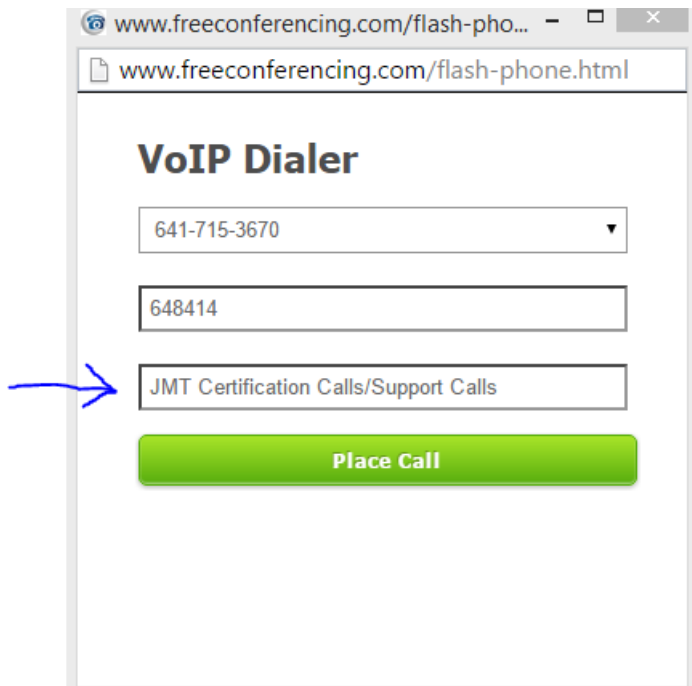 www.freeconferencing.com/flash-pho...
www.freeconferencing.com/flash-phone.html
VoIP Dialer
641-715-3670
648414
JMT Certification Calls/Support Calls
Place Call